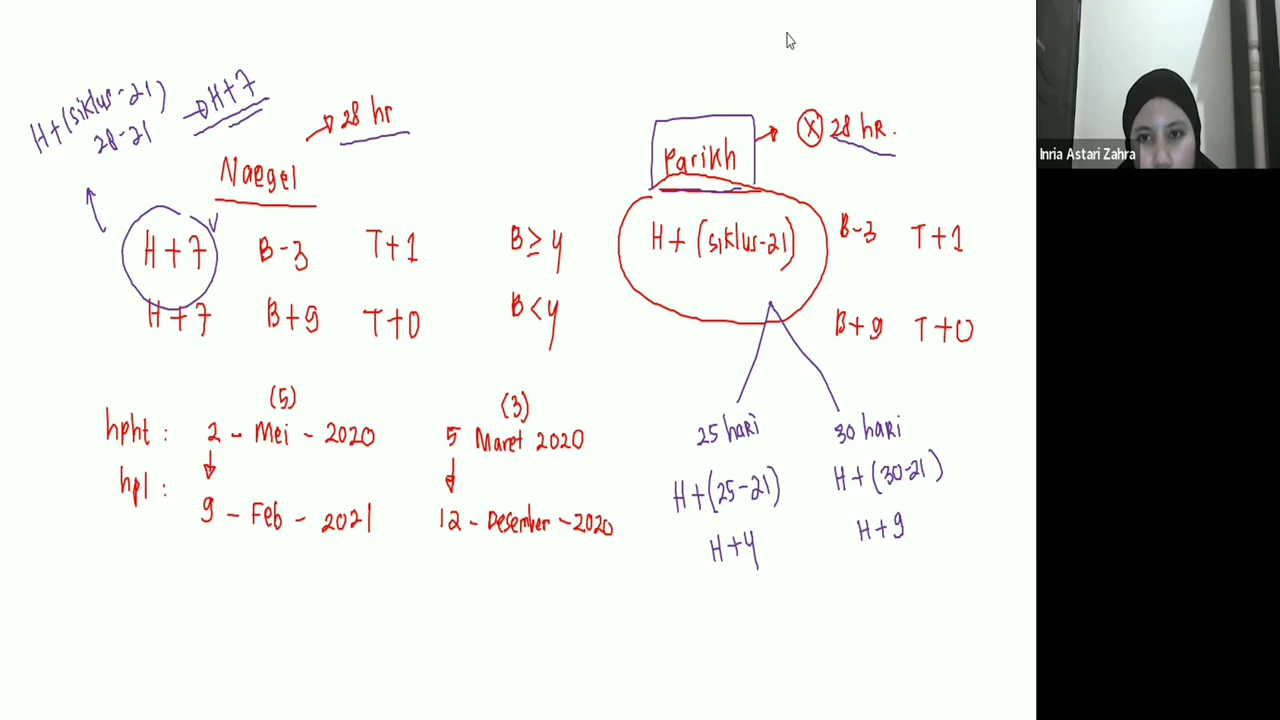 H+(siklus-21) → H+7
28-21
Naegel → 28 hr
H+7 B-3 T+1 B ≥ 4
H+7 B+9 T+0 B < 4
(5) (3)
hpht : 2 - Mei - 2020 5 Maret 2020
hpl : 9 - Feb - 2021 12 - Desember - 2020
Parikh → X 28 hR.
H+(siklus-21) B-3 T+1
B+9 T+0
25 hari 30 hari
H+(25-21) H+(30-21)
H+4 H+9
Inria Astari Zahra